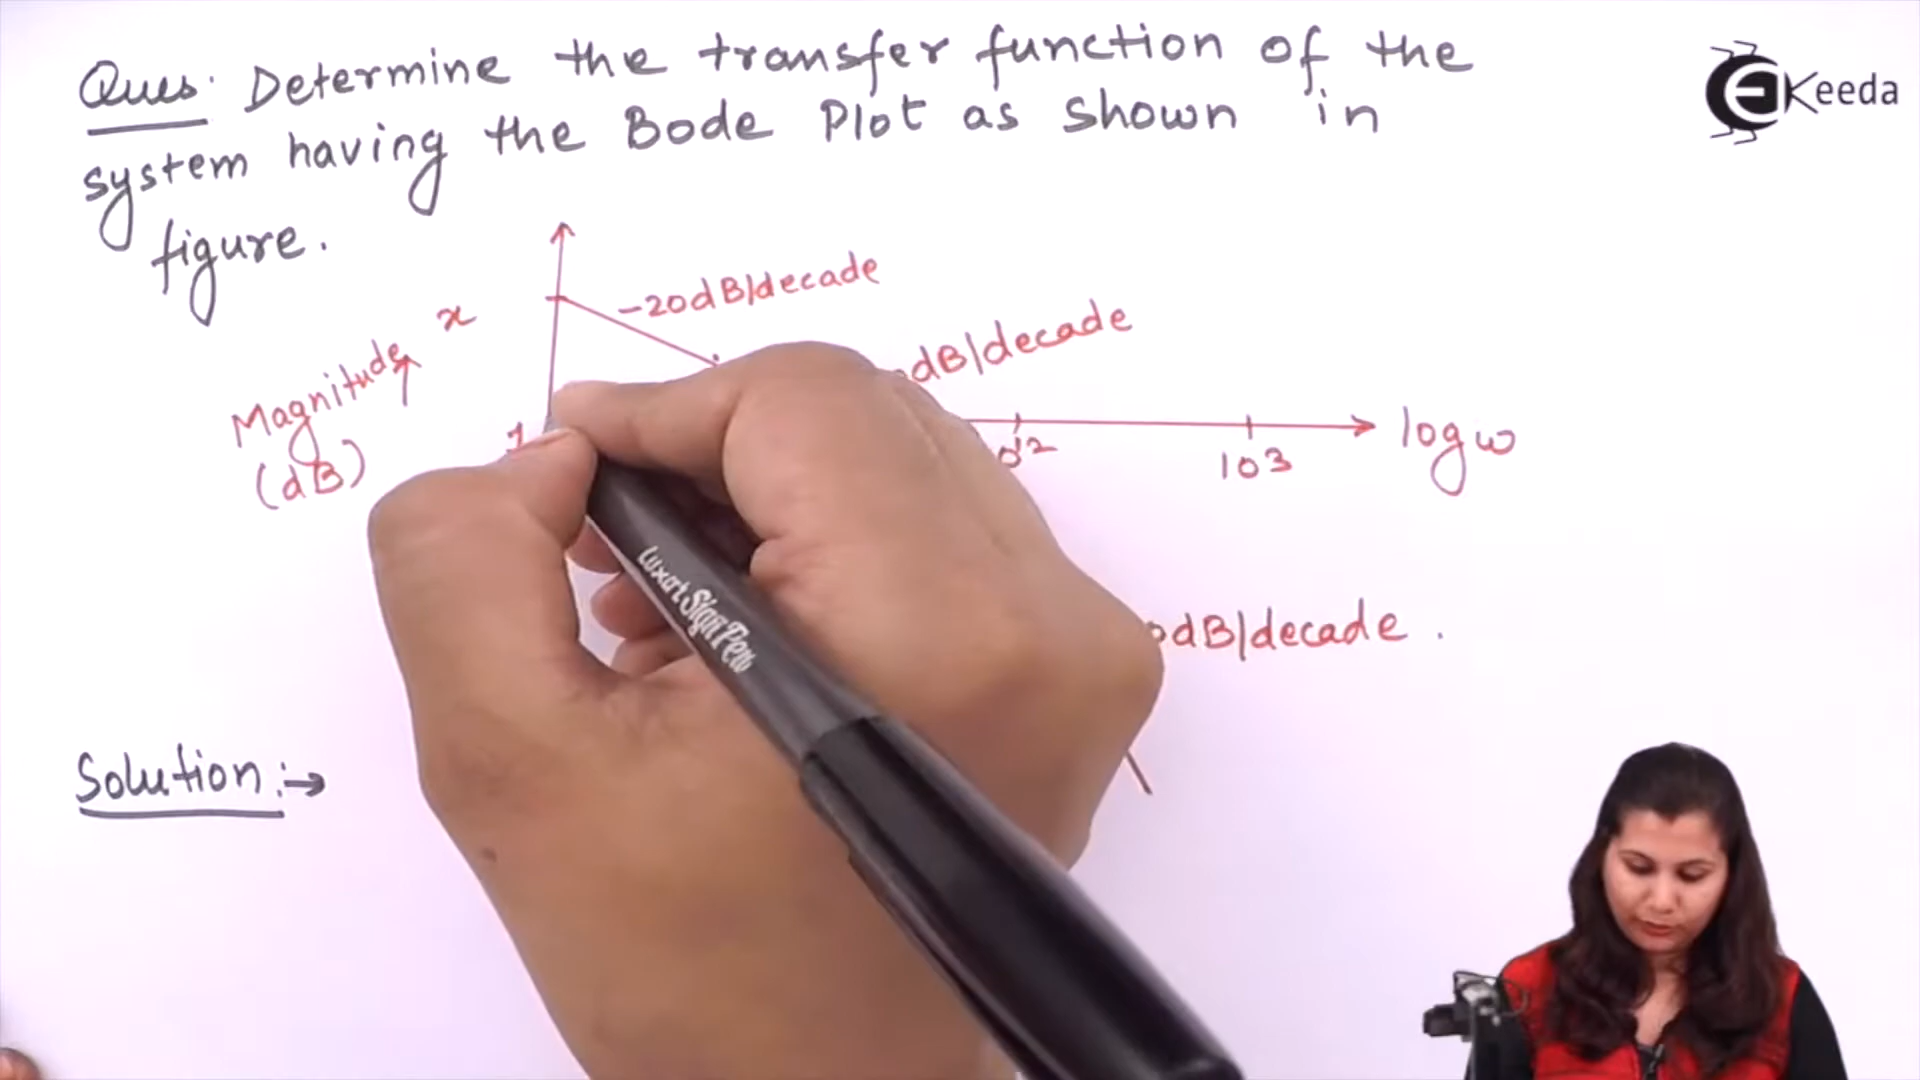 Ques: Determine the transfer function of the
system having the Bode Plot as shown in
figure.
Keeda
-20dB/decade
x
Magnitude
(dB)
dB/decade
1
10³
log ω
dB/decade.
Solution:→
Luxor Sign Pen